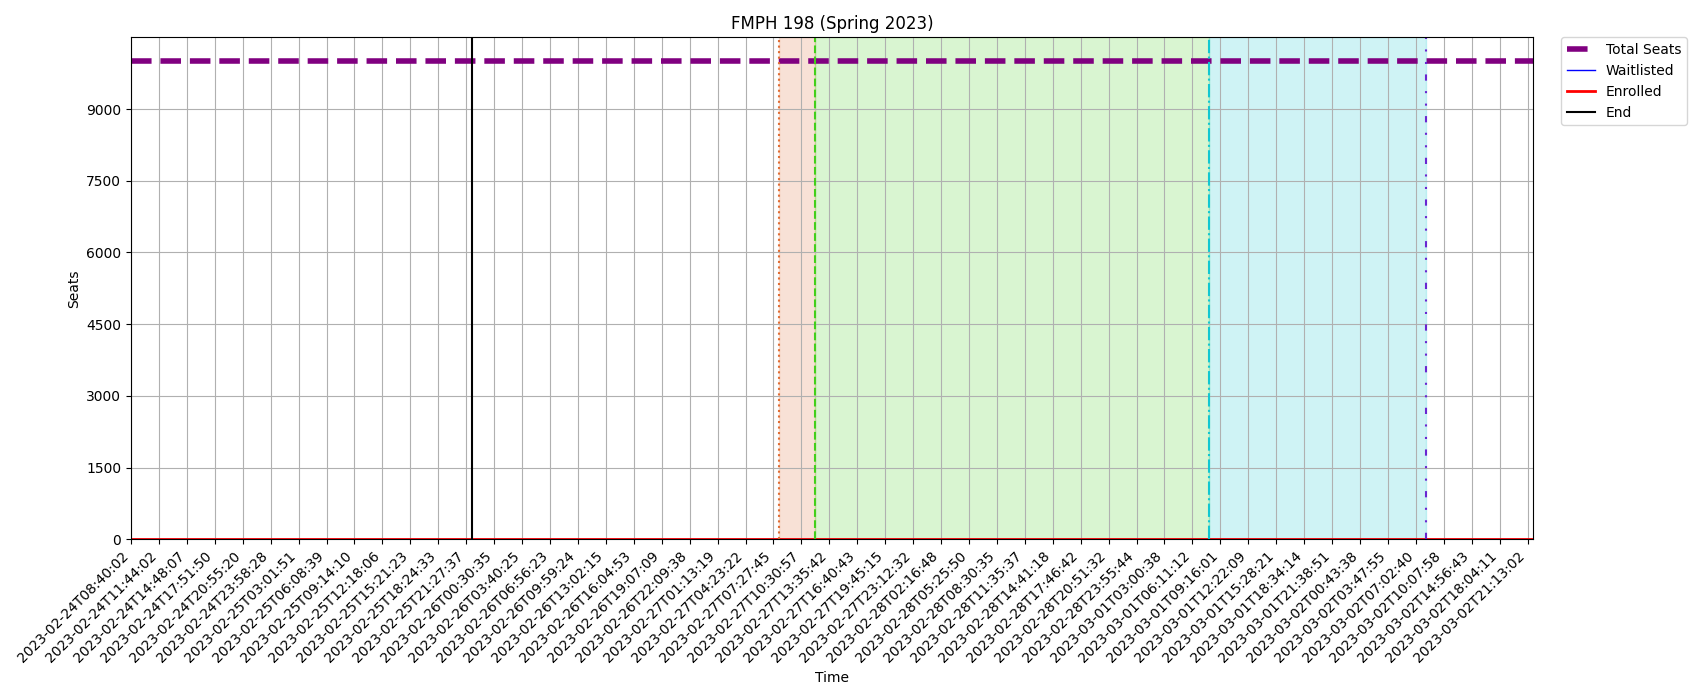 FMPH 198 (Spring 2023)
Total Seats
Waitlisted
Enrolled
End
Seats
9000
7500
6000
4500
3000
1500
0
2023-02-24T08:40:02
2023-02-24T11:44:02
2023-02-24T14:48:07
2023-02-24T17:51:50
2023-02-24T20:55:20
2023-02-24T23:58:28
2023-02-25T03:01:51
2023-02-25T06:08:39
2023-02-25T09:14:10
2023-02-25T12:18:06
2023-02-25T15:21:23
2023-02-25T18:24:33
2023-02-25T21:27:37
2023-02-26T00:30:35
2023-02-26T03:40:25
2023-02-26T06:56:23
2023-02-26T09:59:24
2023-02-26T13:02:15
2023-02-26T16:04:53
2023-02-26T19:07:09
2023-02-26T22:09:38
2023-02-27T01:13:19
2023-02-27T04:23:22
2023-02-27T07:27:45
2023-02-27T10:30:57
2023-02-27T13:35:42
2023-02-27T16:40:43
2023-02-27T19:45:15
2023-02-27T23:12:32
2023-02-28T02:16:48
2023-02-28T05:25:50
2023-02-28T08:30:35
2023-02-28T11:35:37
2023-02-28T14:41:18
2023-02-28T17:46:42
2023-02-28T20:51:32
2023-02-28T23:55:44
2023-03-01T03:00:38
2023-03-01T06:11:12
2023-03-01T09:16:01
2023-03-01T12:22:09
2023-03-01T15:28:21
2023-03-01T18:34:14
2023-03-01T21:38:51
2023-03-02T00:43:38
2023-03-02T03:47:55
2023-03-02T07:02:40
2023-03-02T10:07:58
2023-03-02T14:56:43
2023-03-02T18:04:11
2023-03-02T21:13:02
Time